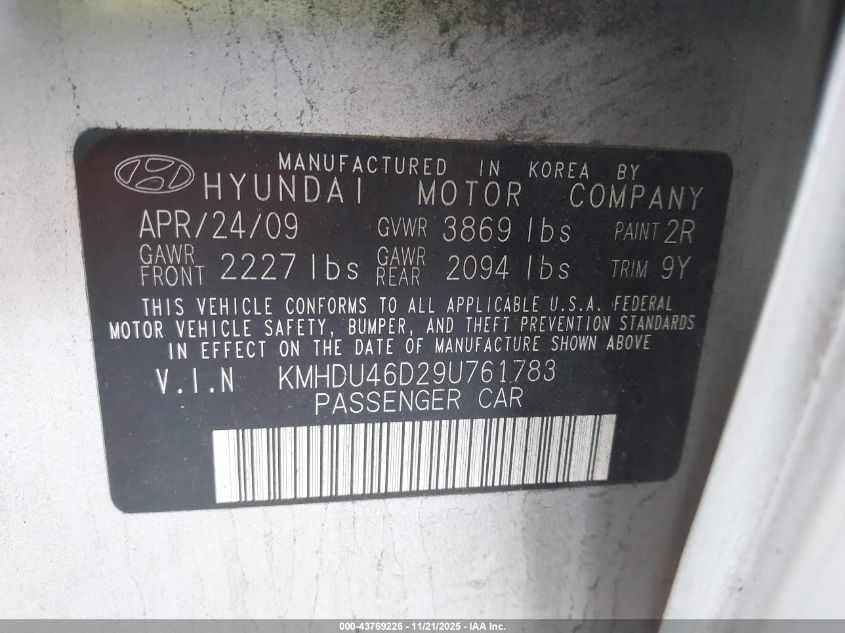 MANUFACTURED IN KOREA BY
HYUNDAI MOTOR COMPANY
APR/24/09 GVWR 3869 lbs PAINT 2R
GAWR FRONT 2227 lbs GAWR REAR 2094 lbs TRIM 9Y
THIS VEHICLE CONFORMS TO ALL APPLICABLE U.S.A. FEDERAL
MOTOR VEHICLE SAFETY, BUMPER, AND THEFT PREVENTION STANDARDS
IN EFFECT ON THE DATE OF MANUFACTURE SHOWN ABOVE
V.I.N KMHDU46D29U761783
PASSENGER CAR
000 -43769226 - 11/21/2025 - IAA Inc.